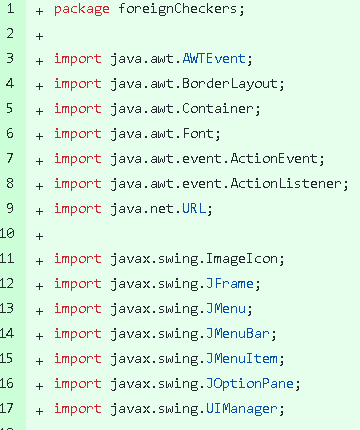 1 + package foreignCheckers;
2 +
3 + import java.awt.AWTEvent;
4 + import java.awt.BorderLayout;
5 + import java.awt.Container;
6 + import java.awt.Font;
7 + import java.awt.event.ActionEvent;
8 + import java.awt.event.ActionListener;
9 + import java.net.URL;
10 +
11 + import javax.swing.ImageIcon;
12 + import javax.swing.JFrame;
13 + import javax.swing.JMenu;
14 + import javax.swing.JMenuBar;
15 + import javax.swing.JMenuItem;
16 + import javax.swing.JOptionPane;
17 + import javax.swing.UIManager;